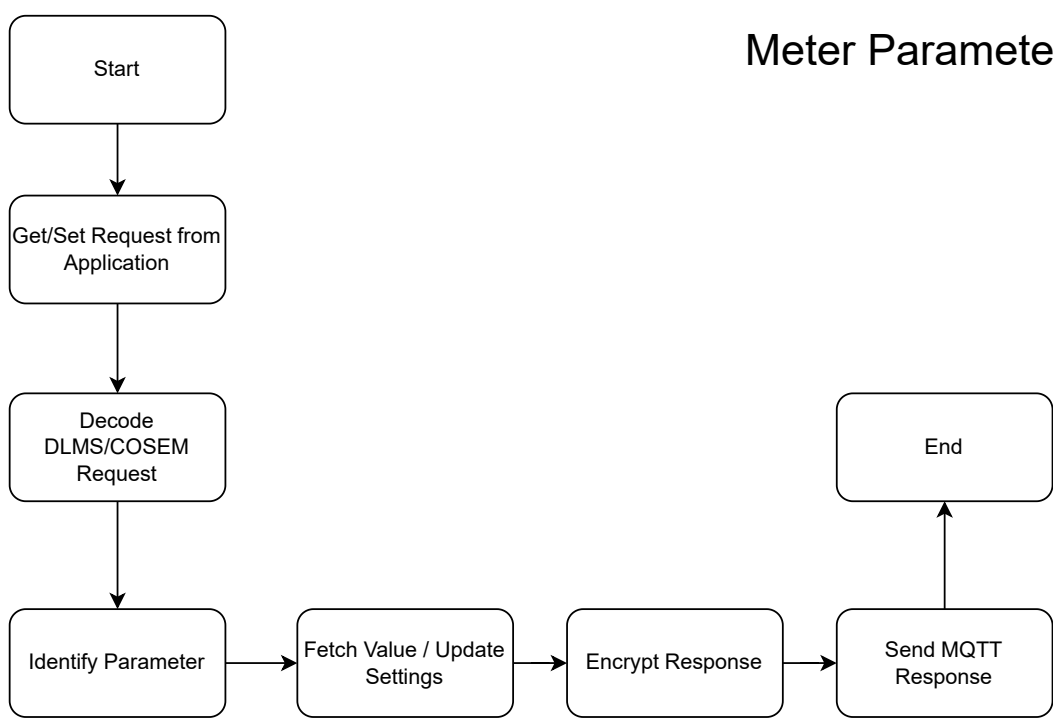 Meter Paramete
Start
Get/Set Request from
Application
Decode
DLMS/COSEM
Request
End
Identify Parameter
Fetch Value / Update
Settings
Encrypt Response
Send MQTT
Response